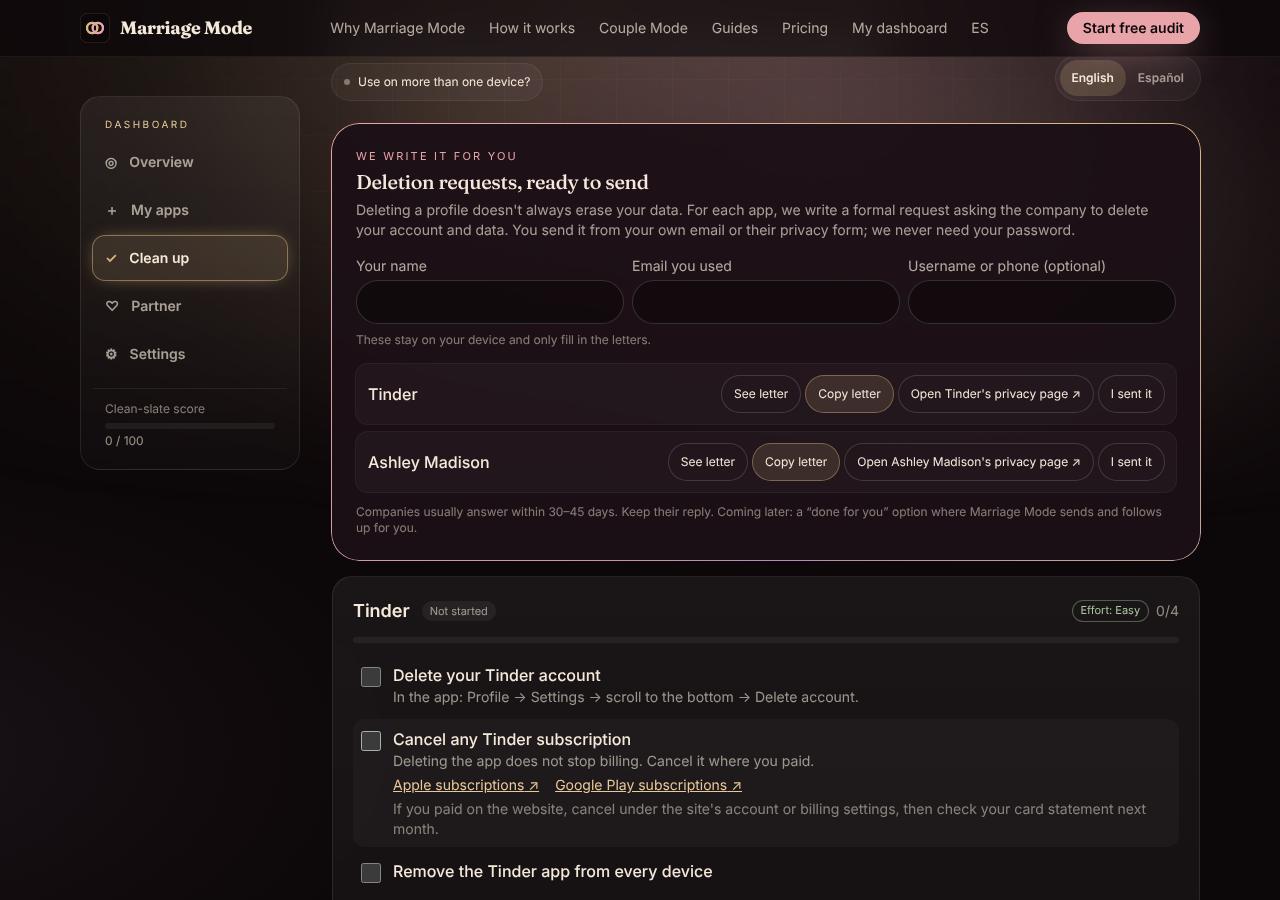 Marriage Mode
Why Marriage Mode
How it works
Couple Mode
Guides
Pricing
My dashboard
ES
Start free audit
Use on more than one device?
English
Español
DASHBOARD
Overview
My apps
Clean up
Partner
Settings
Clean-slate score
0 / 100
WE WRITE IT FOR YOU
Deletion requests, ready to send
Deleting a profile doesn't always erase your data. For each app, we write a formal request asking the company to delete
your account and data. You send it from your own email or their privacy form; we never need your password.
Your name
Email you used
Username or phone (optional)
These stay on your device and only fill in the letters.
Tinder
See letter
Copy letter
Open Tinder's privacy page ↗
I sent it
Ashley Madison
See letter
Copy letter
Open Ashley Madison's privacy page ↗
I sent it
Companies usually answer within 30–45 days. Keep their reply. Coming later: a “done for you” option where Marriage Mode sends and follows
up for you.
Tinder
Not started
Effort: Easy
0/4
Delete your Tinder account
In the app: Profile → Settings → scroll to the bottom → Delete account.
Cancel any Tinder subscription
Deleting the app does not stop billing. Cancel it where you paid.
Apple subscriptions ↗
Google Play subscriptions ↗
If you paid on the website, cancel under the site's account or billing settings, then check your card statement next
month.
Remove the Tinder app from every device